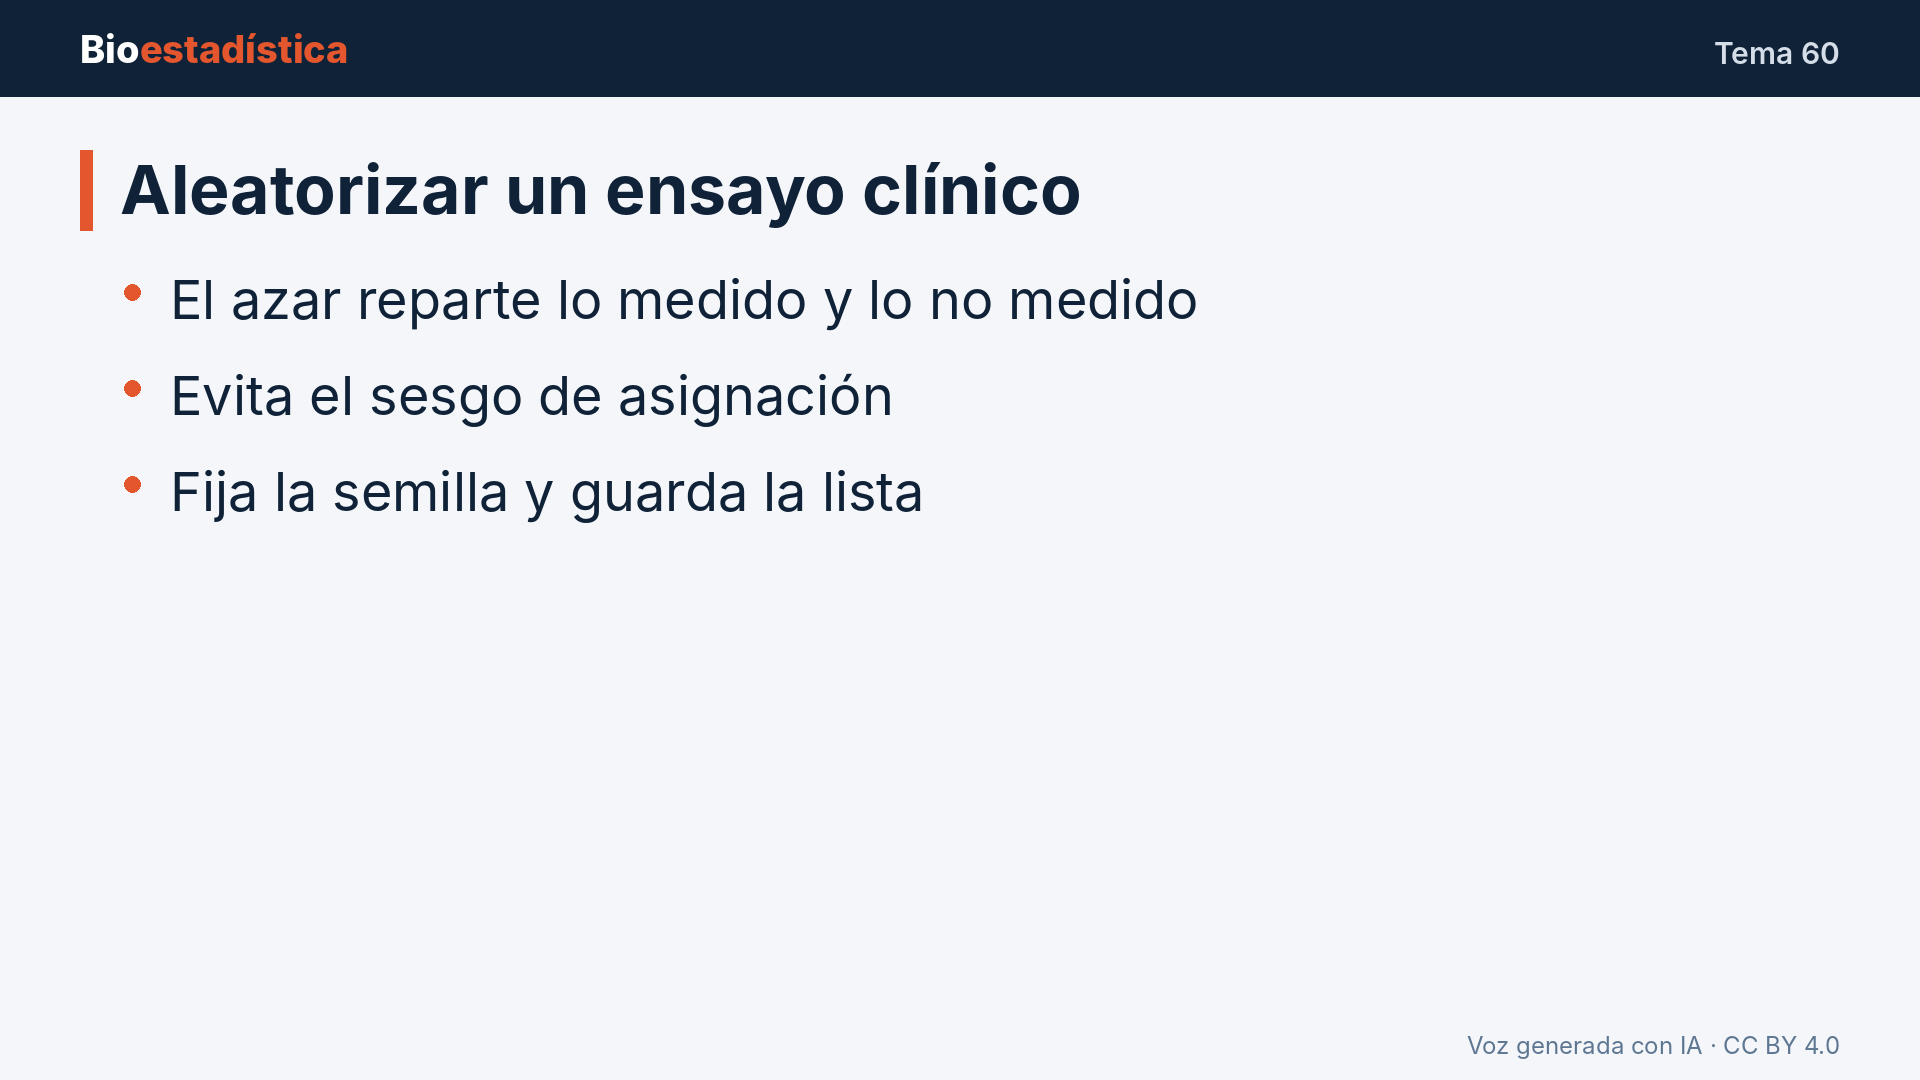 Bioestadística
Tema 60
Aleatorizar un ensayo clínico
• El azar reparte lo medido y lo no medido
• Evita el sesgo de asignación
• Fija la semilla y guarda la lista
Voz generada con IA · CC BY 4.0